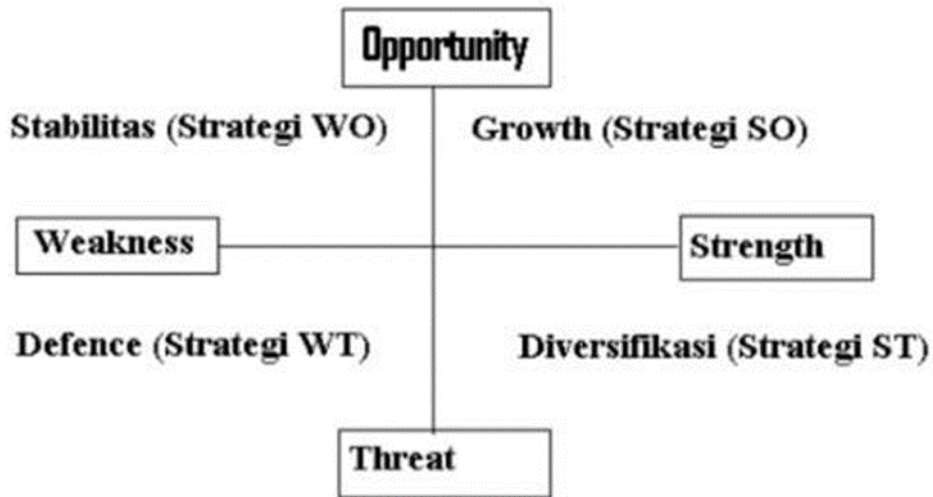 Opportunity
Stabilitas (Strategi WO)
Growth (Strategi SO)
Weakness
Strength
Defence (Strategi WT)
Diversifikasi (Strategi ST)
Threat